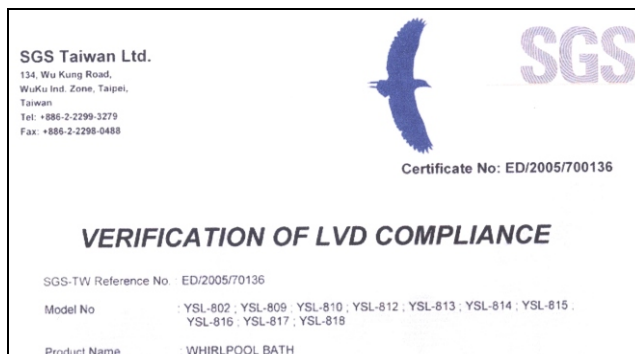 SGS Taiwan Ltd.
134, Wu Kung Road,
WuKu Ind. Zone, Taipei,
Taiwan
Tel: +886-2-2299-3279
Fax: +886-2-2298-0488
SGS
Certificate No: ED/2005/700136
VERIFICATION OF LVD COMPLIANCE
SGS-TW Reference No. : ED/2005/70136
Model No : YSL-802 ; YSL-809 ; YSL-810 ; YSL-812 ; YSL-813 ; YSL-814 ; YSL-815 ;
YSL-816 ; YSL-817 ; YSL-818
Product Name : WHIRLPOOL BATH